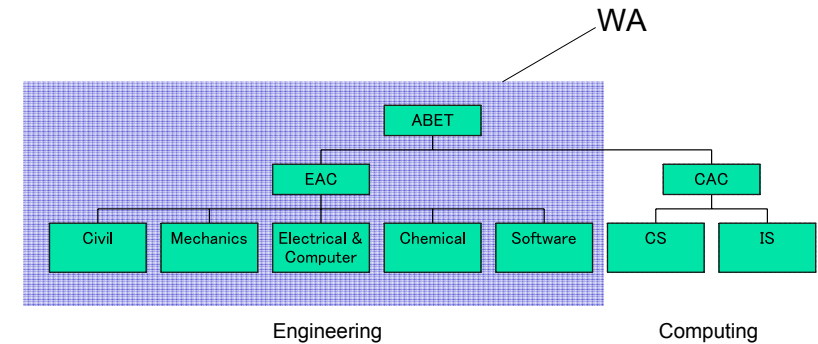 WA
ABET
EAC
CAC
Civil
Mechanics
Electrical &
Computer
Chemical
Software
CS
IS
Engineering
Computing